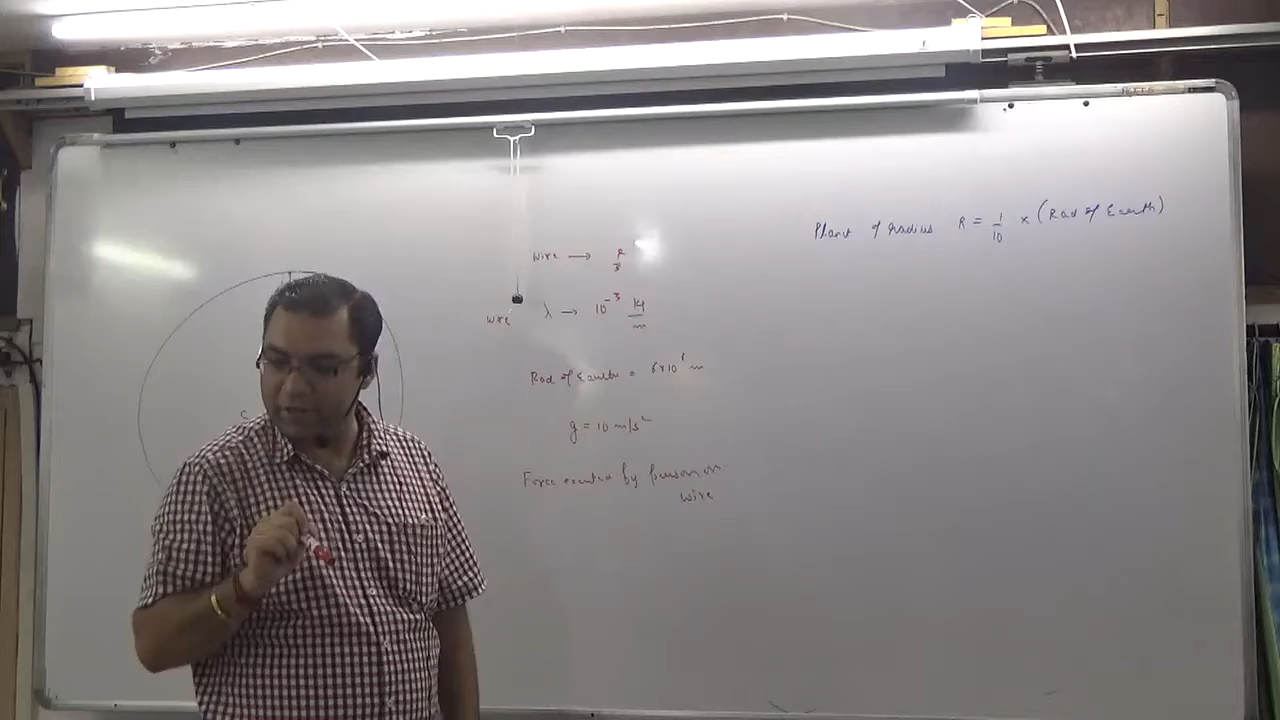 Planet of radius R = 1/10 × (Rad of Earth)
wire → R/5
wire λ → 10⁻³ kg/m
Rad of Earth = 6×10⁶ m
g = 10 m/s²
Force exerted by person on
wire
C